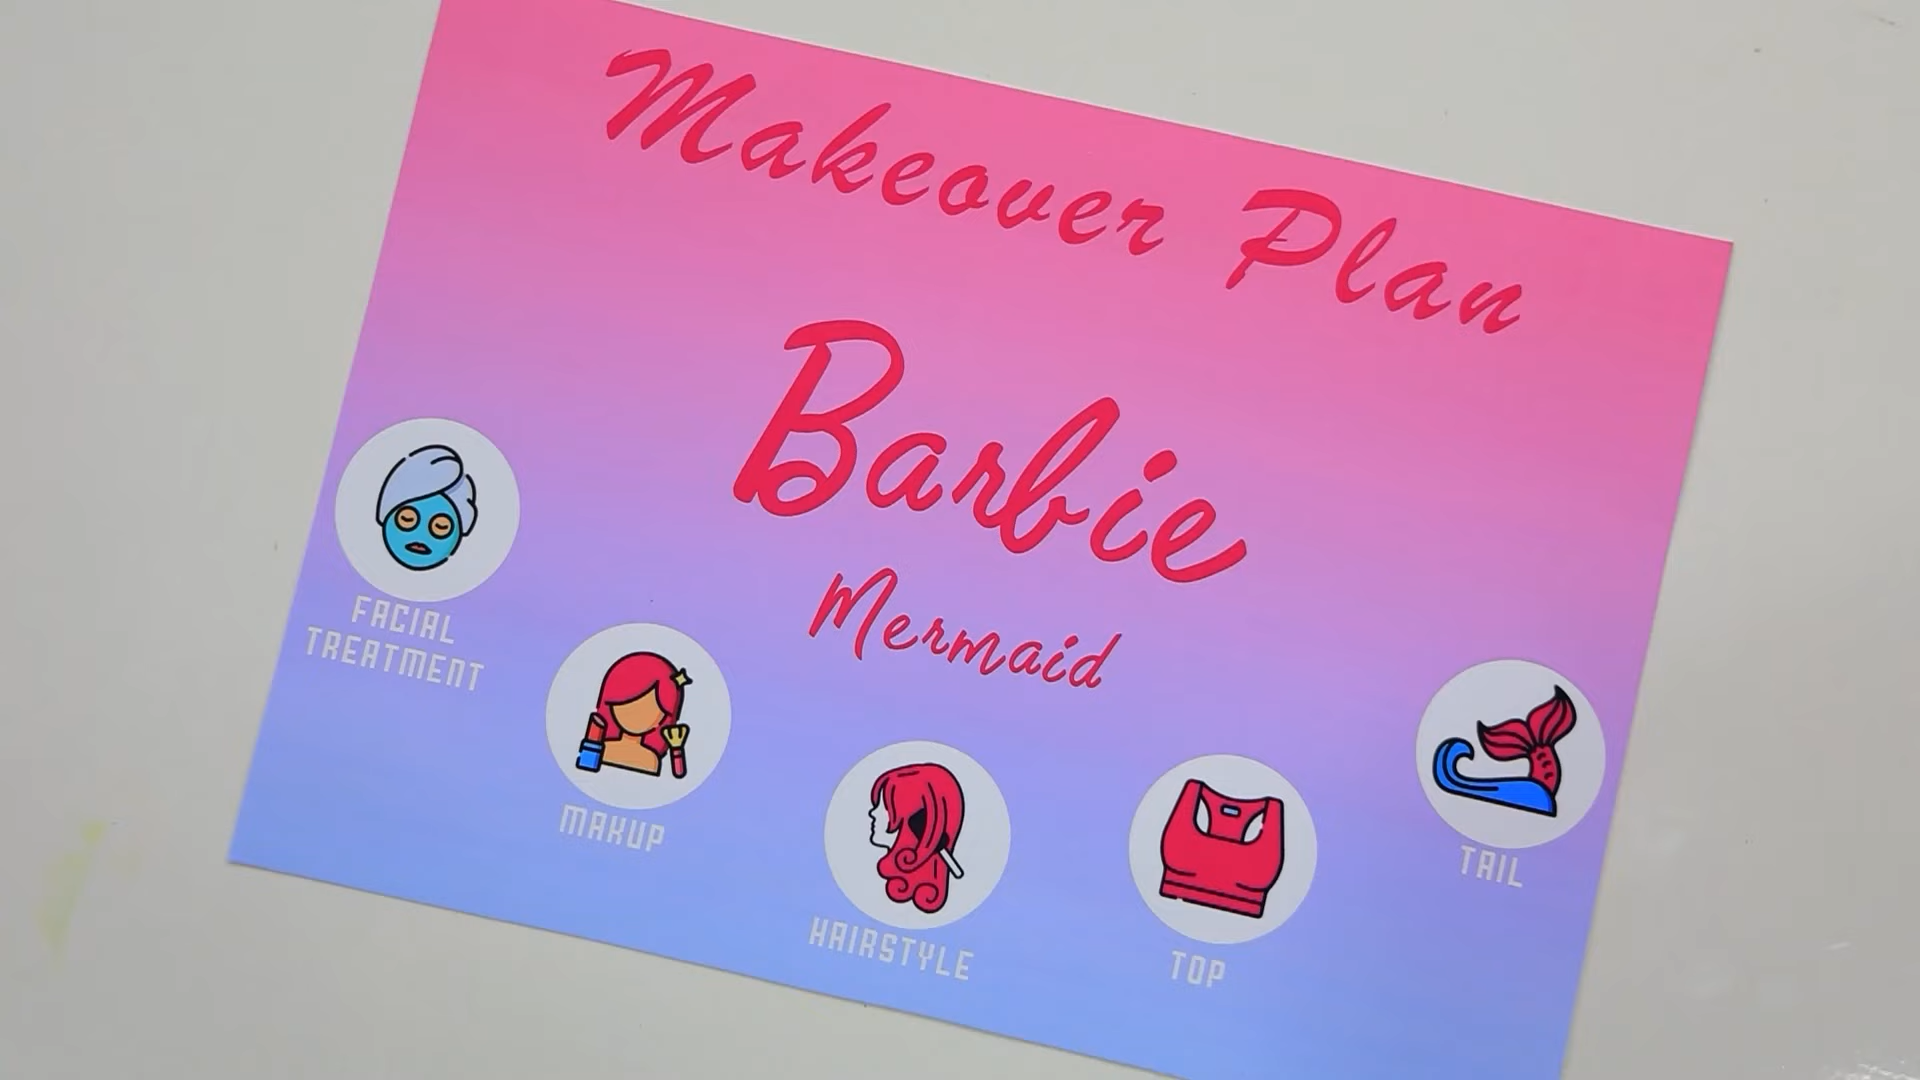 Makeover Plan
Barbie
Mermaid
FACIAL
TREATMENT
MAKUP
HAIRSTYLE
TOP
TAIL